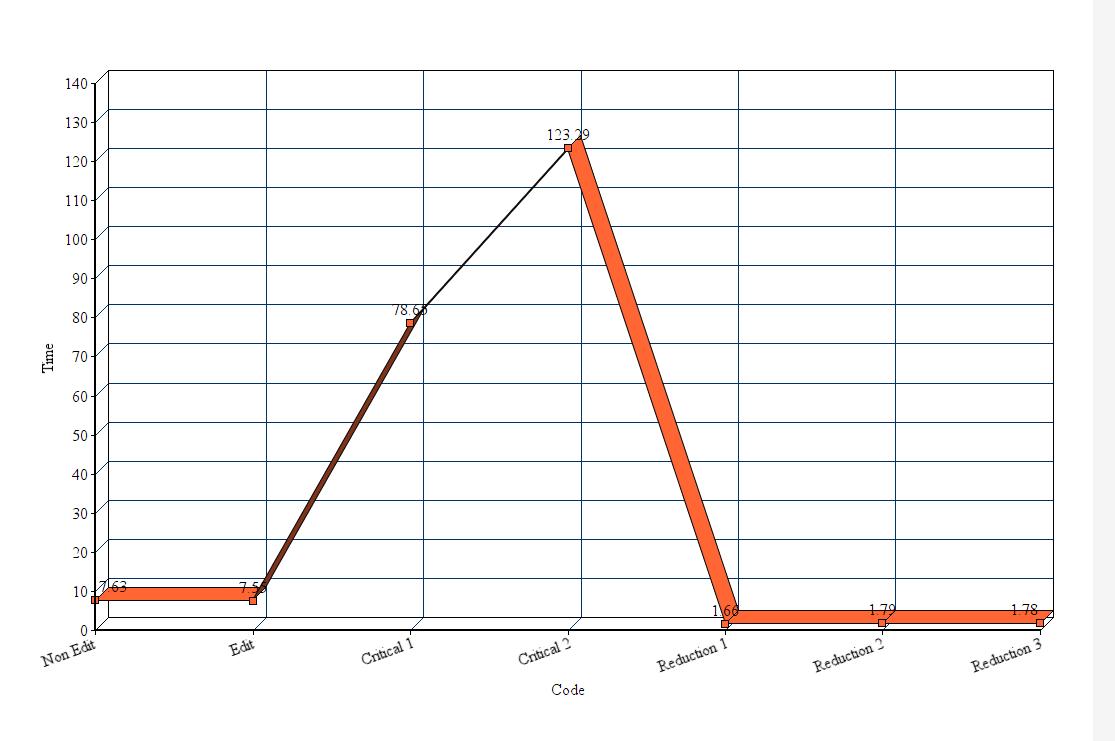 140
130
123.29
120
110
100
90
78.65
80
70
Time
60
50
40
30
20
10
7.63
7.55
1.66
1.79
1.78
0
Non Edit
Edit
Critical 1
Critical 2
Reduction 1
Reduction 2
Reduction 3
Code